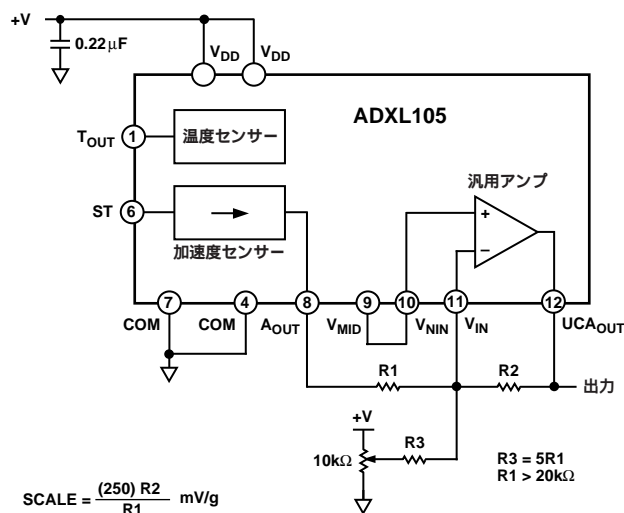 +V
0.22μF
VDD
VDD
ADXL105
TOUT
1
温度センサー
汎用アンプ
ST
6
+
−
加速度センサー
7
4
8
9
10
11
12
COM
COM
AOUT
VMID
VNIN
VIN
UCAOUT
R1
R2
出力
+V
10kΩ
R3
R3 = 5R1
R1 > 20kΩ
SCALE = (250) R2 mV/g
R1